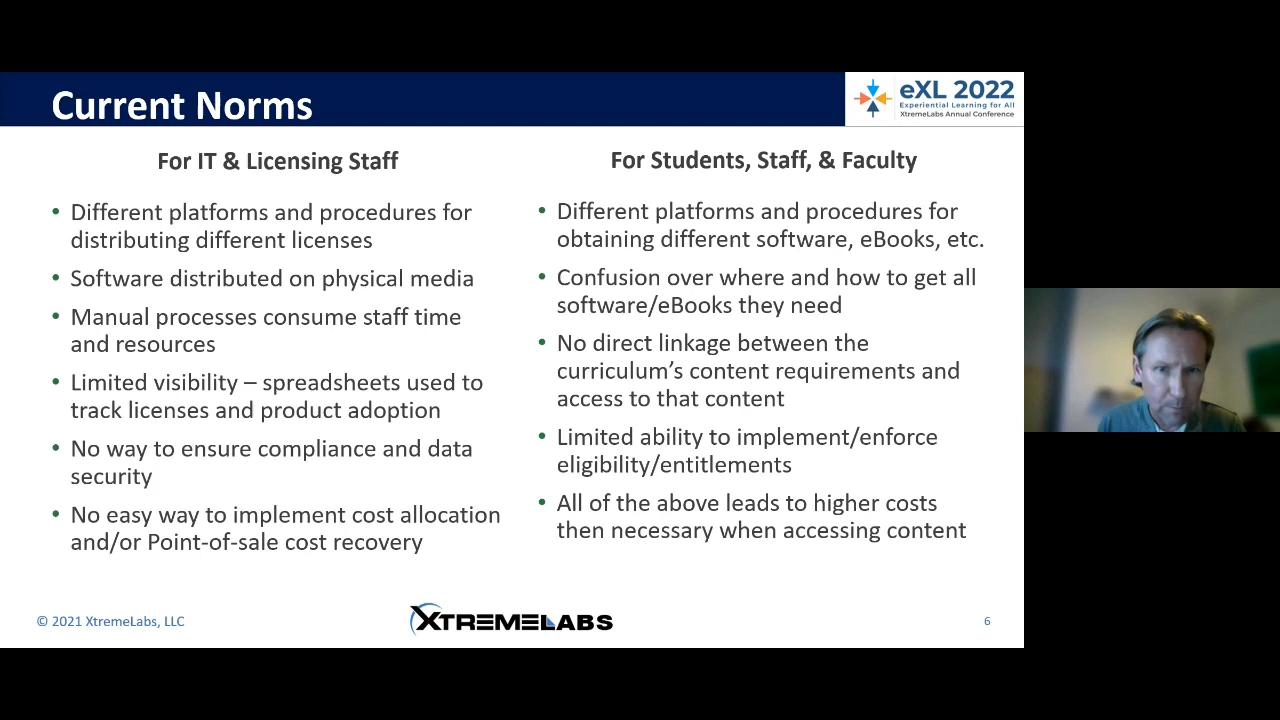 Current Norms
eXL 2022
Experiential Learning for All
XtremeLabs Annual Conference
For IT & Licensing Staff
• Different platforms and procedures for
distributing different licenses
• Software distributed on physical media
• Manual processes consume staff time
and resources
• Limited visibility – spreadsheets used to
track licenses and product adoption
• No way to ensure compliance and data
security
• No easy way to implement cost allocation
and/or Point-of-sale cost recovery
For Students, Staff, & Faculty
• Different platforms and procedures for
obtaining different software, eBooks, etc.
• Confusion over where and how to get all
software/eBooks they need
• No direct linkage between the
curriculum’s content requirements and
access to that content
• Limited ability to implement/enforce
eligibility/entitlements
• All of the above leads to higher costs
then necessary when accessing content
© 2021 XtremeLabs, LLC
XTREMELABS
6